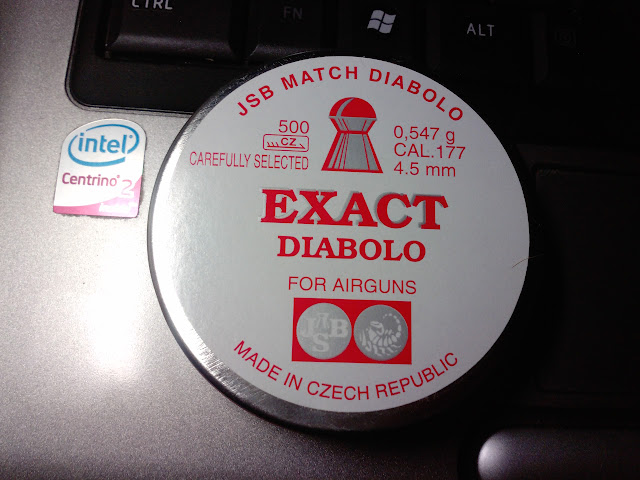 CTRL
FN
ALT
intel
Centrino 2
JSB MATCH DIABOLO
500
CZ
CAREFULLY SELECTED
0,547 g
CAL.177
4.5 mm
EXACT
DIABOLO
FOR AIRGUNS
JSB
MADE IN CZECH REPUBLIC